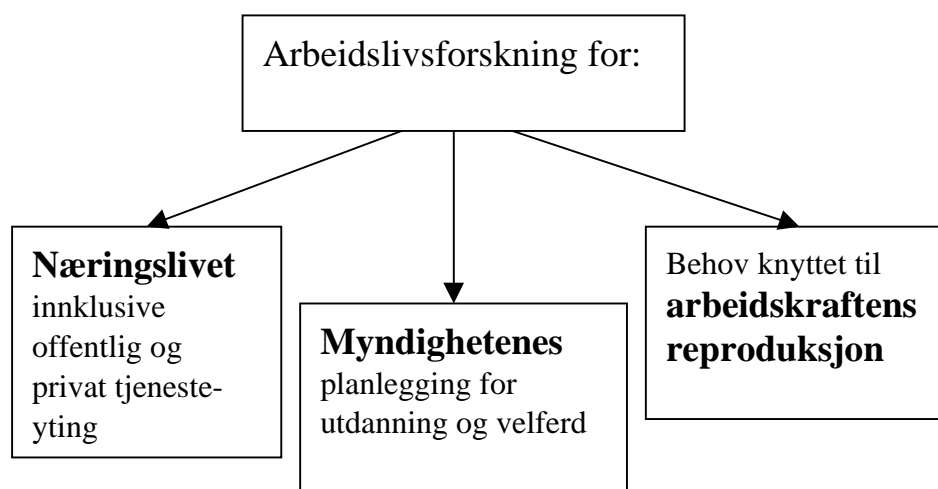 Arbeidslivsforskning for:
Næringslivet
innklusive
offentlig og
privat tjeneste-
yting
Myndighetenes
planlegging for
utdanning og velferd
Behov knyttet til
arbeidskraftens
reproduksjon